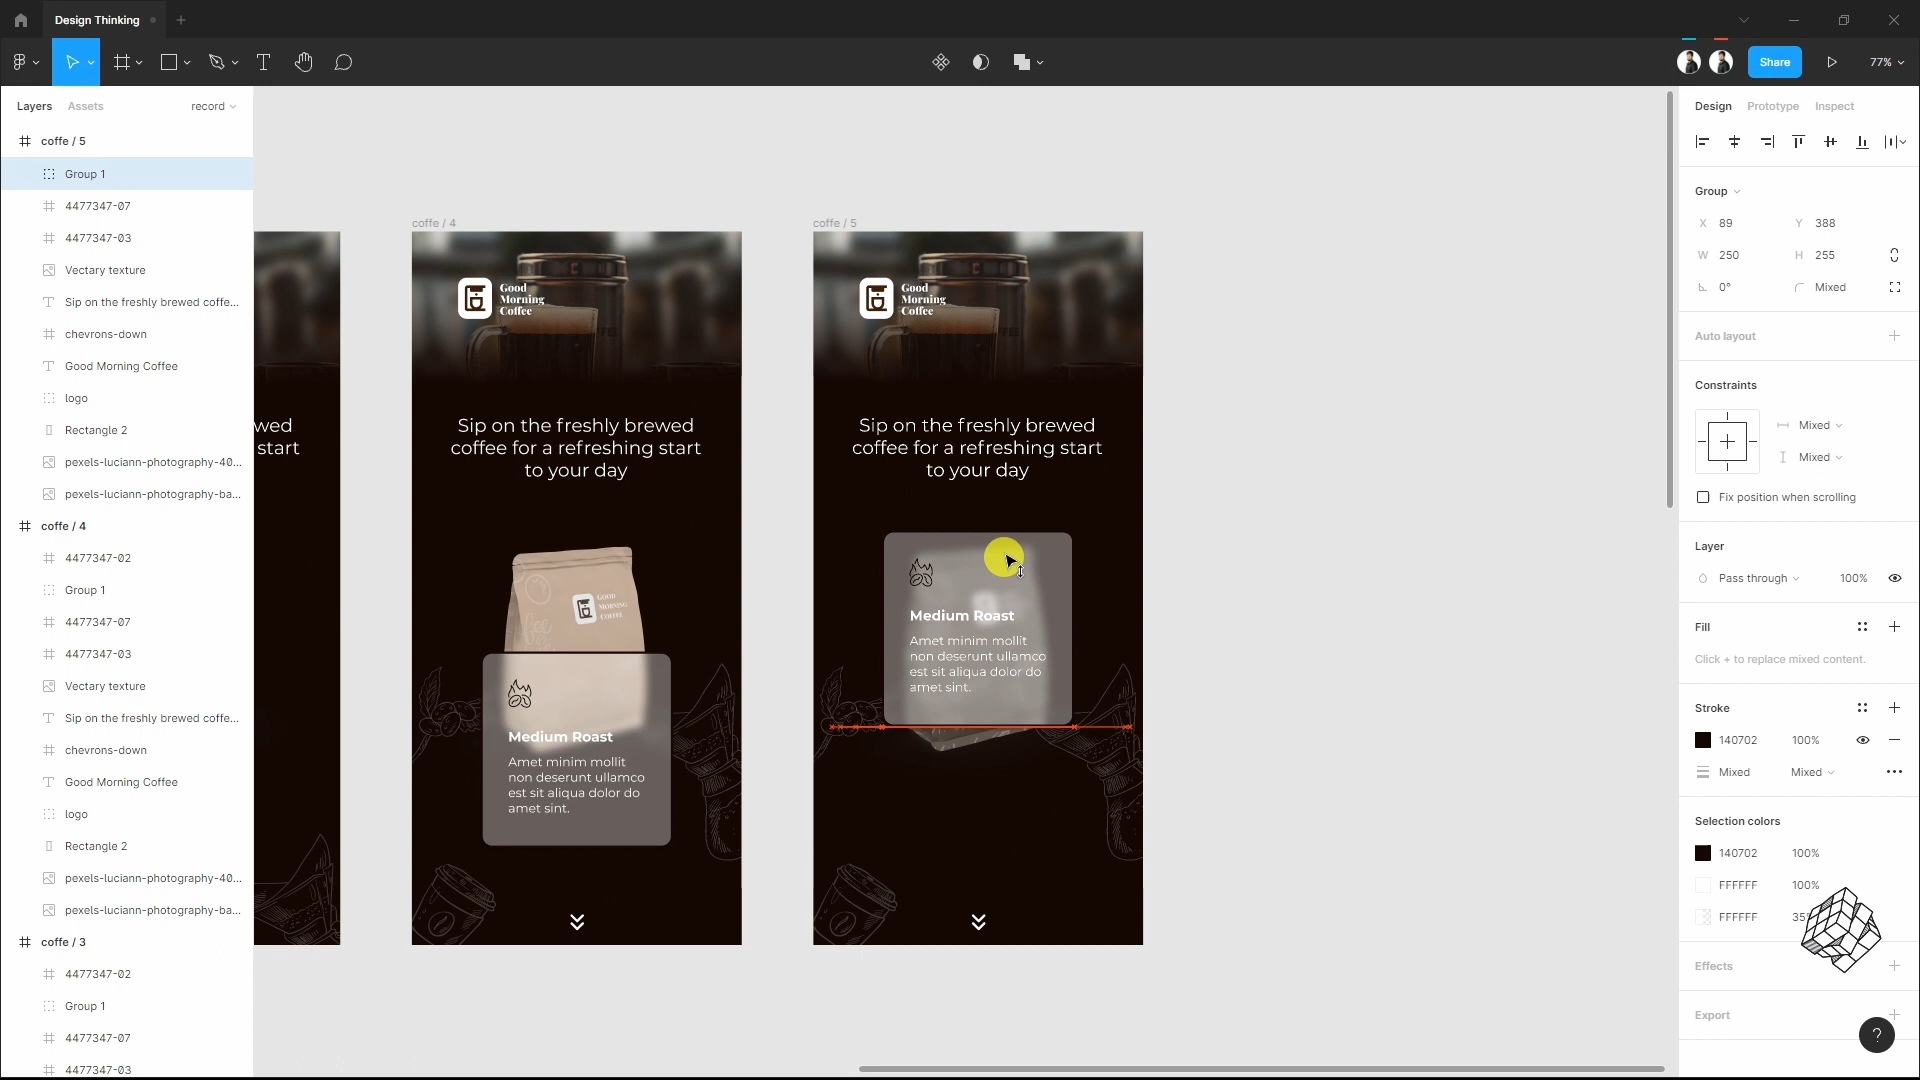 Design Thinking
Share
77%
Layers
Assets
record
coffe / 5
Group 1
4477347-07
4477347-03
Vectary texture
Sip on the freshly brewed coffe...
chevrons-down
Good Morning Coffee
logo
Rectangle 2
pexels-luciann-photography-40...
pexels-luciann-photography-ba...
coffe / 4
4477347-02
Group 1
4477347-07
4477347-03
Vectary texture
Sip on the freshly brewed coffe...
chevrons-down
Good Morning Coffee
logo
Rectangle 2
pexels-luciann-photography-40...
pexels-luciann-photography-ba...
coffe / 3
4477347-02
Group 1
4477347-07
4477347-03
wed
start
coffe / 4
Good
Morning
Coffee
Sip on the freshly brewed
coffee for a refreshing start
to your day
Good
Morning
Coffee
Medium Roast
Amet minim mollit
non deserunt ullamco
est sit aliqua dolor do
amet sint.
coffe / 5
Good
Morning
Coffee
Sip on the freshly brewed
coffee for a refreshing start
to your day
Medium Roast
Amet minim mollit
non deserunt ullamco
est sit aliqua dolor do
amet sint.
Design
Prototype
Inspect
Group
X 89
Y 388
W 250
H 255
0°
Mixed
Auto layout
Constraints
Mixed
Mixed
Fix position when scrolling
Layer
Pass through
100%
Fill
Click + to replace mixed content.
Stroke
140702
100%
Mixed
Mixed
Selection colors
140702
100%
FFFFFF
100%
FFFFFF
35
Effects
Export
?